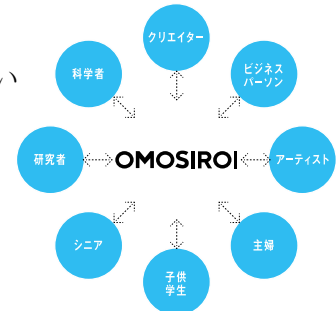 クリエイター
い
科学者
ビジネス
パーソン
研究者
OMOSIROI
アーティスト
シニア
主婦
子供
学生